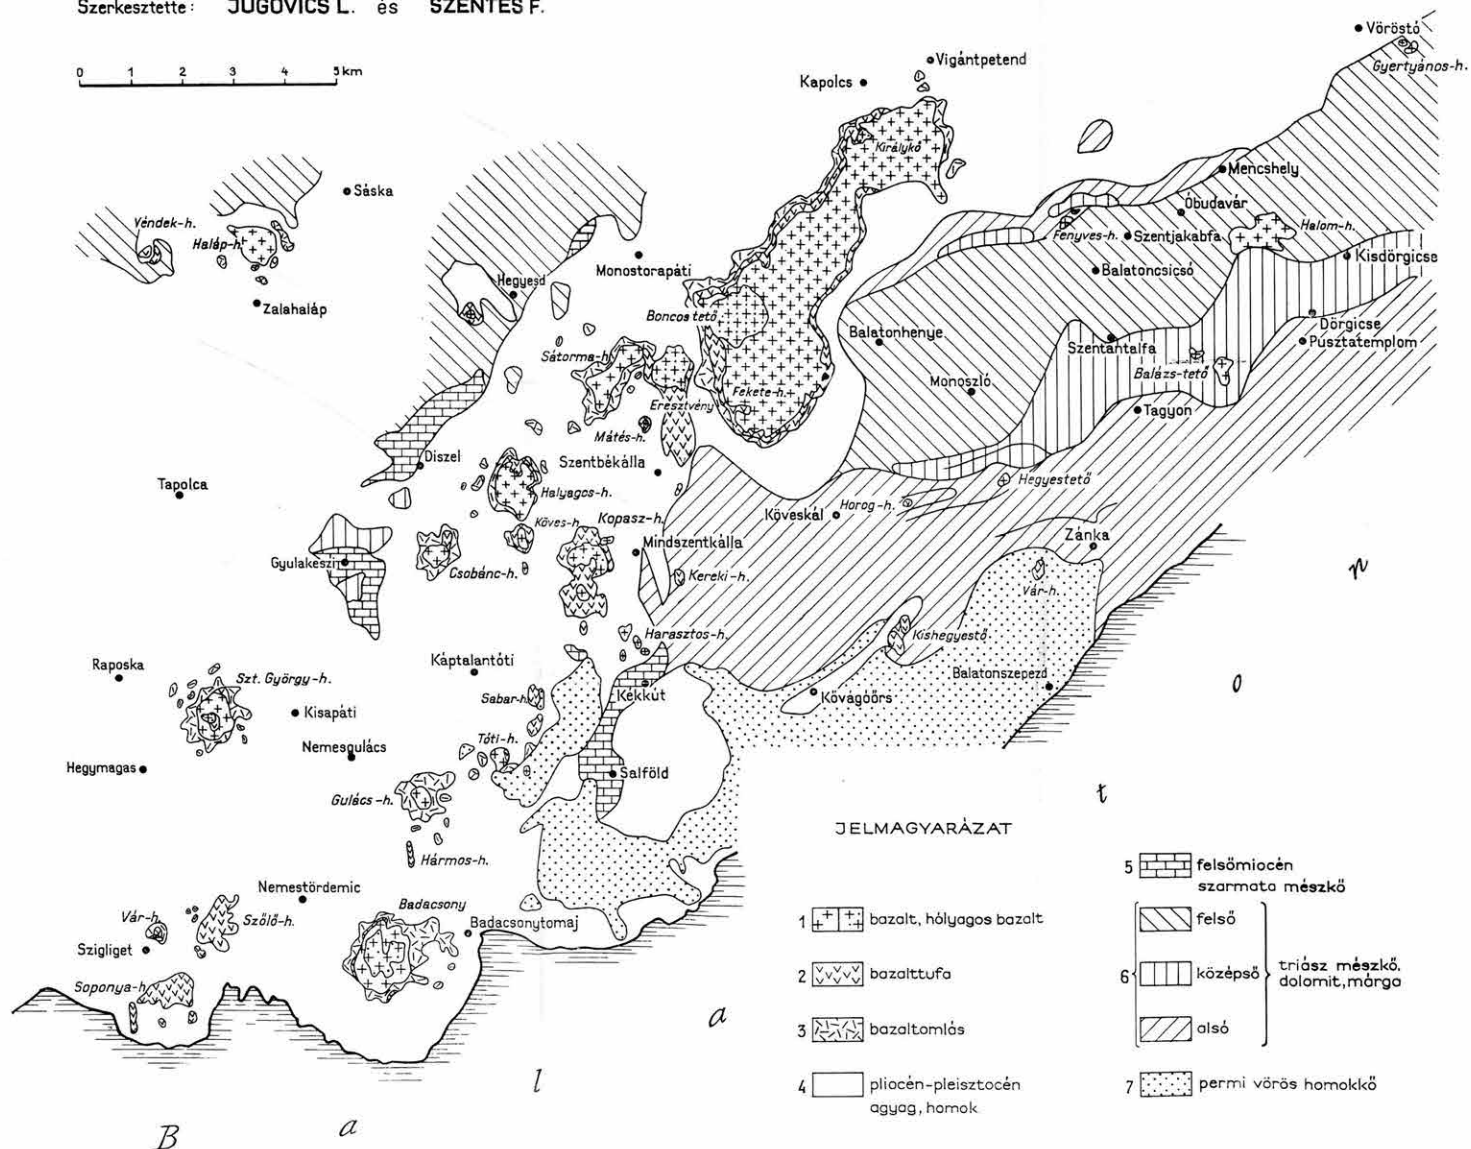 Szerkesztette: JUGOVICS L. és SZENTES F.
0 1 2 3 4 5 km
Vöröstó
Gyertyános-h.
Vigántpetend
Kapolcs
Királykő
Mencshely
Sáska
Óbudavár
Véndek-h.
Haláp-h.
Fenyves-h.
Szentjakabfa
Halom-h.
Kisdörgicse
Monostorapáti
Hegyesd
Balatoncsicsó
Zalahaláp
Boncos tető
Dörgicse
Balatonhenye
Szentantalfa
Pusztatemplom
Sátorma-h.
Balázs-tető
Monoszló
Fekete-h.
Eresztvény
Tagyon
Mátés-h.
Diszel
Szentbékálla
Tapolca
Hegyestető
Halyagos-h.
Horog-h.
Köveskál
Köves-h.
Kopasz-h.
Zánka
Mindszentkálla
Gyulakeszi
Csobánc-h.
Kereki-h.
Vár-h.
Harasztos-h.
Kishegyestő
Raposka
Káptalantóti
Szt. György-h.
Balatonszepezd
Kékkút
Sabar-h.
Kővágóörs
Kisapáti
Tóti-h.
Nemesgulács
Hegymagas
Salföld
Gulács-h.
Hármos-h.
Nemestördemic
Badacsony
Vár-h.
Szőlő-h.
Badacsonytomaj
Szigliget
Soponya-h.
B a l a t o n
JELMAGYARÁZAT
1 bazalt, hólyagos bazalt
2 bazalttufa
3 bazaltomlás
4 pliocén-pleisztocén
agyag, homok
5 felsőmiocén
szarmata mészkő
6 felső
középső
alsó
triász mészkő.
dolomit, márga
7 permi vörös homokkő